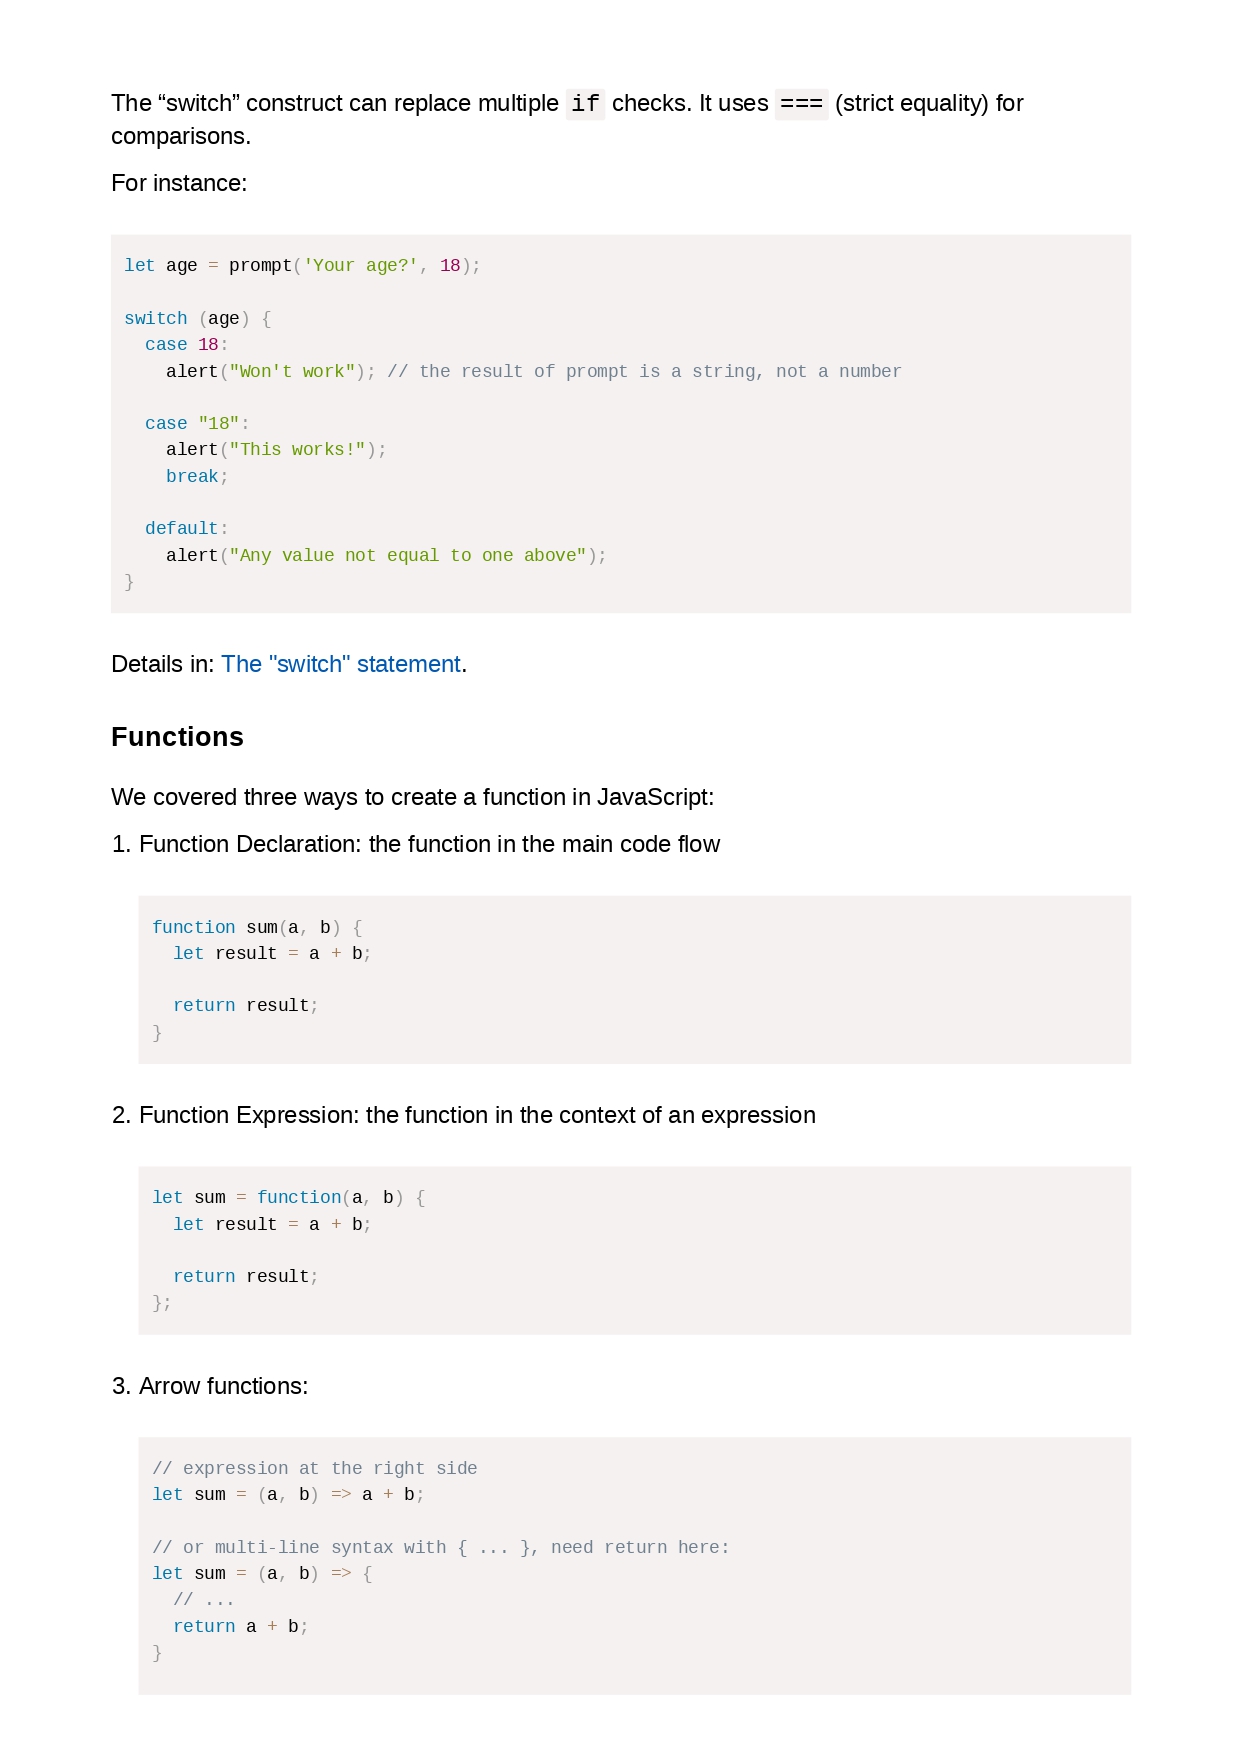 The “switch” construct can replace multiple if checks. It uses === (strict equality) for
comparisons.
For instance:
let age = prompt('Your age?', 18);
switch (age) {
  case 18:
    alert("Won't work"); // the result of prompt is a string, not a number
  case "18":
    alert("This works!");
    break;
  default:
    alert("Any value not equal to one above");
}
Details in: The "switch" statement.
Functions
We covered three ways to create a function in JavaScript:
1. Function Declaration: the function in the main code flow
function sum(a, b) {
  let result = a + b;
  return result;
}
2. Function Expression: the function in the context of an expression
let sum = function(a, b) {
  let result = a + b;
  return result;
};
3. Arrow functions:
// expression at the right side
let sum = (a, b) => a + b;
// or multi-line syntax with { ... }, need return here:
let sum = (a, b) => {
  // ...
  return a + b;
}